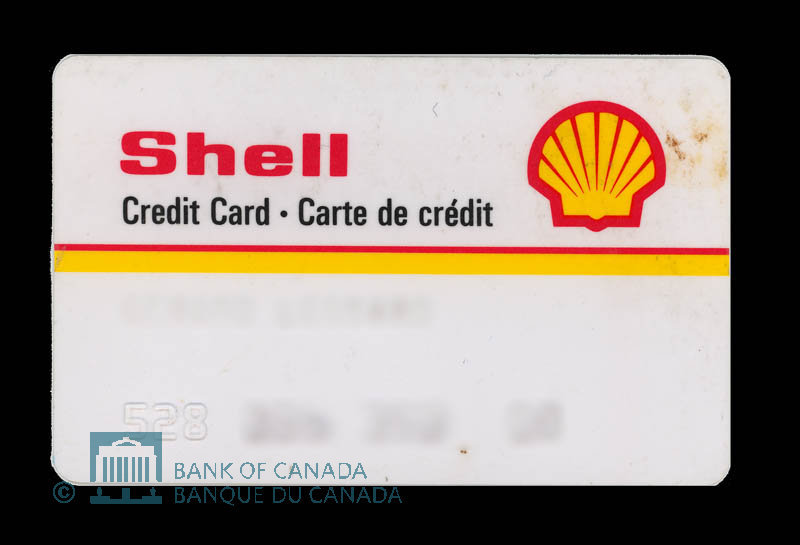 Shell
Credit Card • Carte de crédit
528
© BANK OF CANADA
BANQUE DU CANADA